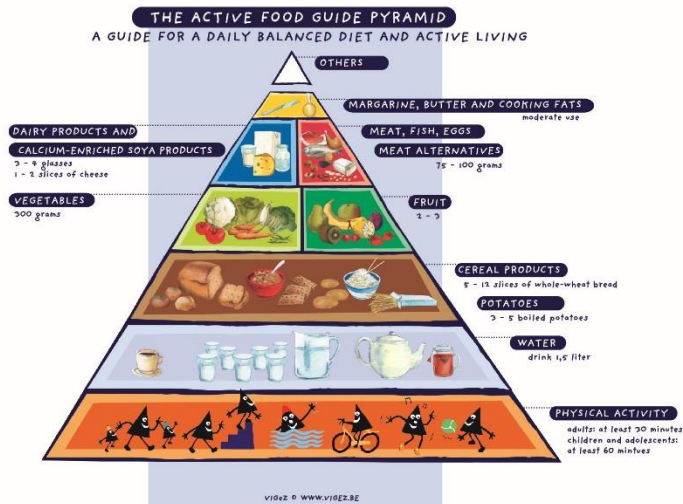 THE ACTIVE FOOD GUIDE PYRAMID
A GUIDE FOR A DAILY BALANCED DIET AND ACTIVE LIVING
OTHERS
MARGARINE, BUTTER AND COOKING FATS
moderate use
DAIRY PRODUCTS AND
CALCIUM-ENRICHED SOYA PRODUCTS
3 - 4 glasses
1 - 2 slices of cheese
MEAT, FISH, EGGS
MEAT ALTERNATIVES
75 - 100 grams
VEGETABLES
300 grams
FRUIT
2 - 3
CEREAL PRODUCTS
5 - 12 slices of whole-wheat bread
POTATOES
3 - 5 boiled potatoes
WATER
drink 1,5 liter
PHYSICAL ACTIVITY
adults: at least 30 minutes
children and adolescents:
at least 60 mintves
VIGeZ © WWW.VIGEZ.BE